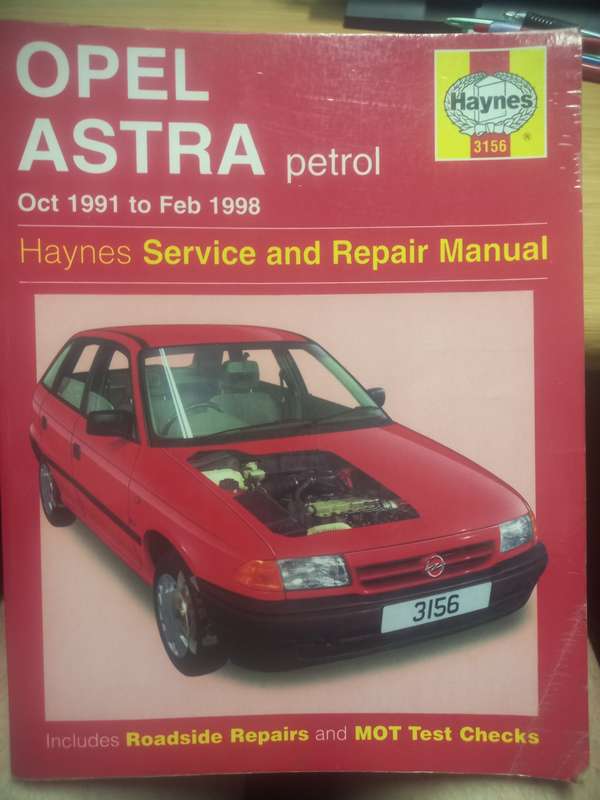 OPEL
ASTRA petrol
Oct 1991 to Feb 1998
Haynes
3156
Haynes Service and Repair Manual
3156
Includes Roadside Repairs and MOT Test Checks